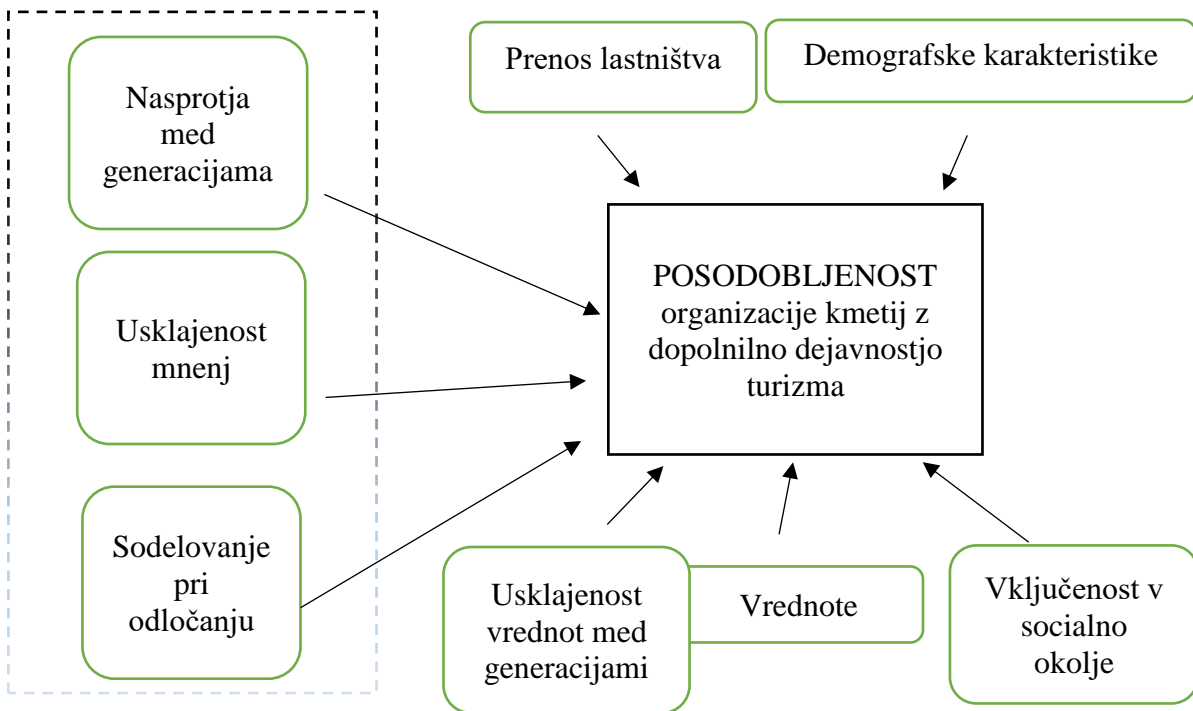 Nasprotja
med
generacijama
Usklajenost
mnenj
Sodelovanje
pri
odločanju
Prenos lastništva
Demografske karakteristike
POSODOBLJENOST
organizacije kmetij z
dopolnilno dejavnostjo
turizma
Usklajenost
vrednot med
generacijami
Vrednote
Vključenost v
socialno
okolje